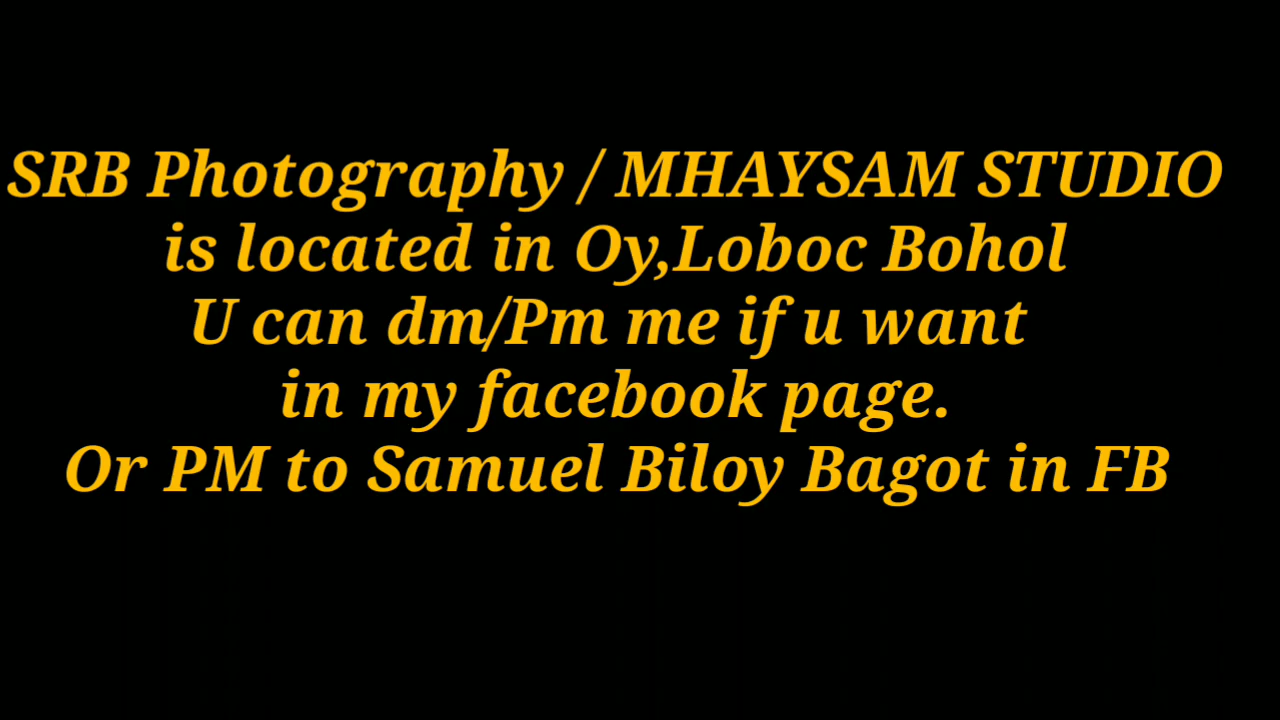 SRB Photography / MHAYSAM STUDIO
is located in Oy,Loboc Bohol
U can dm/Pm me if u want
in my facebook page.
Or PM to Samuel Biloy Bagot in FB